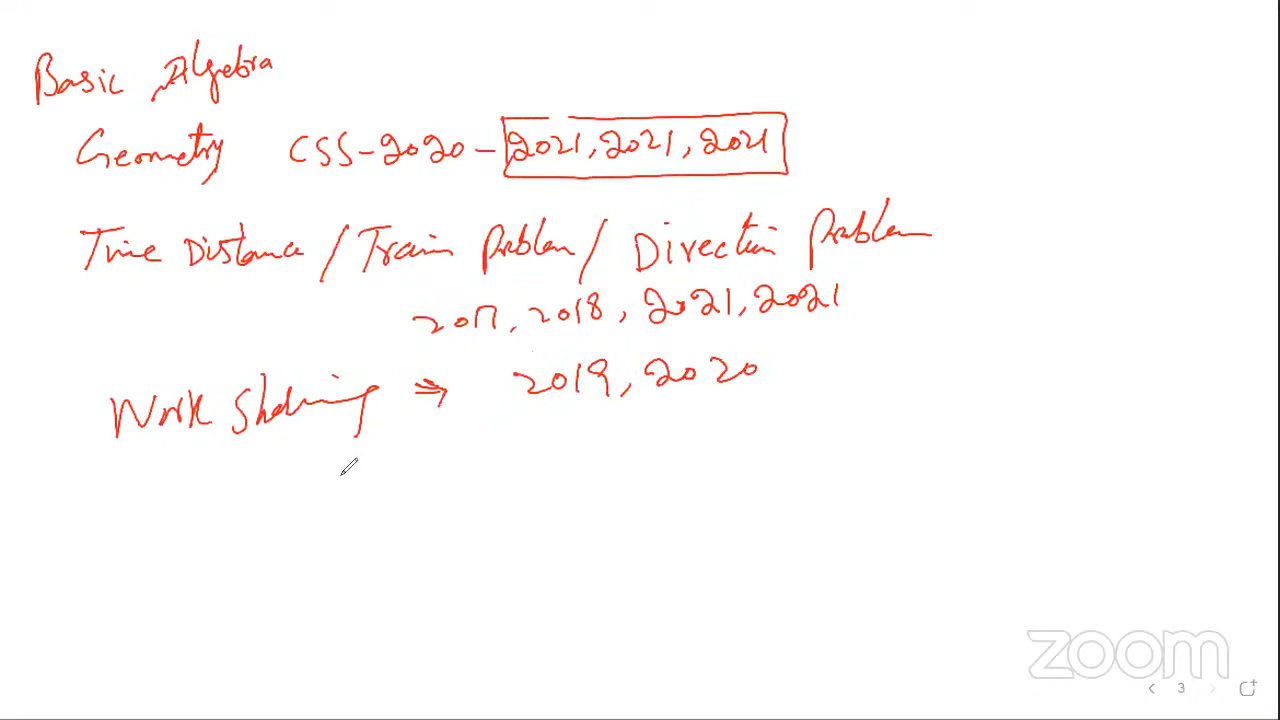 Basic Algebra
Geometry CSS-2020-2021,2021,2021
Time Distance / Train Problem / Direction Problem
2017, 2018, 2021, 2021
Work Sharing ⇒ 2019, 2020
zoom
3